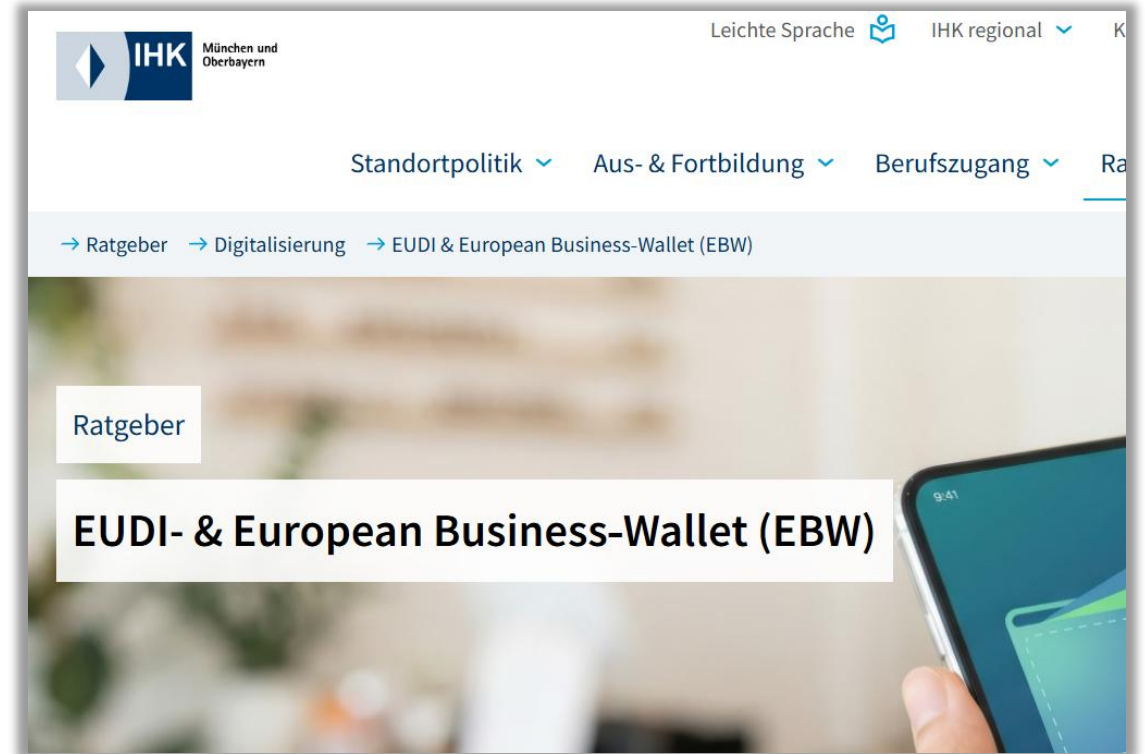 IHK München und
Oberbayern
Leichte Sprache IHK regional K
Standortpolitik Aus- & Fortbildung Berufszugang Ra
→ Ratgeber → Digitalisierung → EUDI & European Business-Wallet (EBW)
Ratgeber
EUDI- & European Business-Wallet (EBW)
9:41